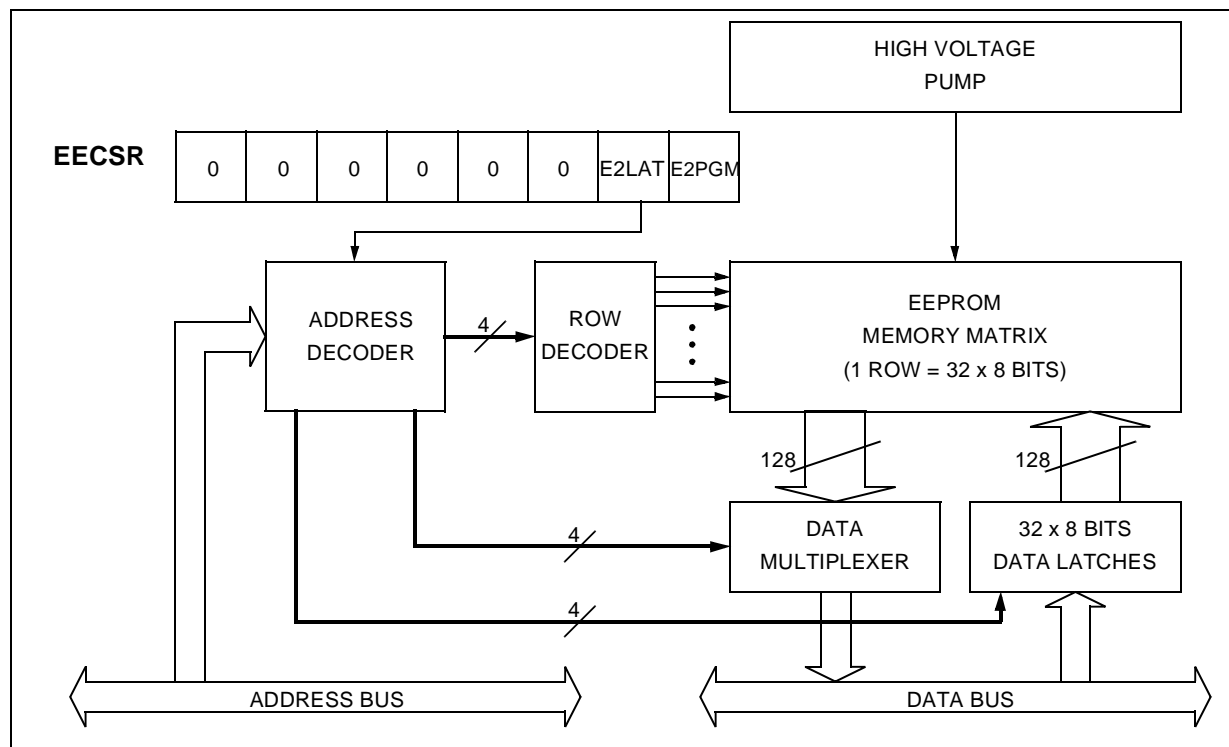 HIGH VOLTAGE
PUMP
EECSR
0 0 0 0 0 0 E2LAT E2PGM
ADDRESS
DECODER
4
ROW
DECODER
EEPROM
MEMORY MATRIX
(1 ROW = 32 x 8 BITS)
128
128
4
DATA
MULTIPLEXER
32 x 8 BITS
DATA LATCHES
4
ADDRESS BUS
DATA BUS